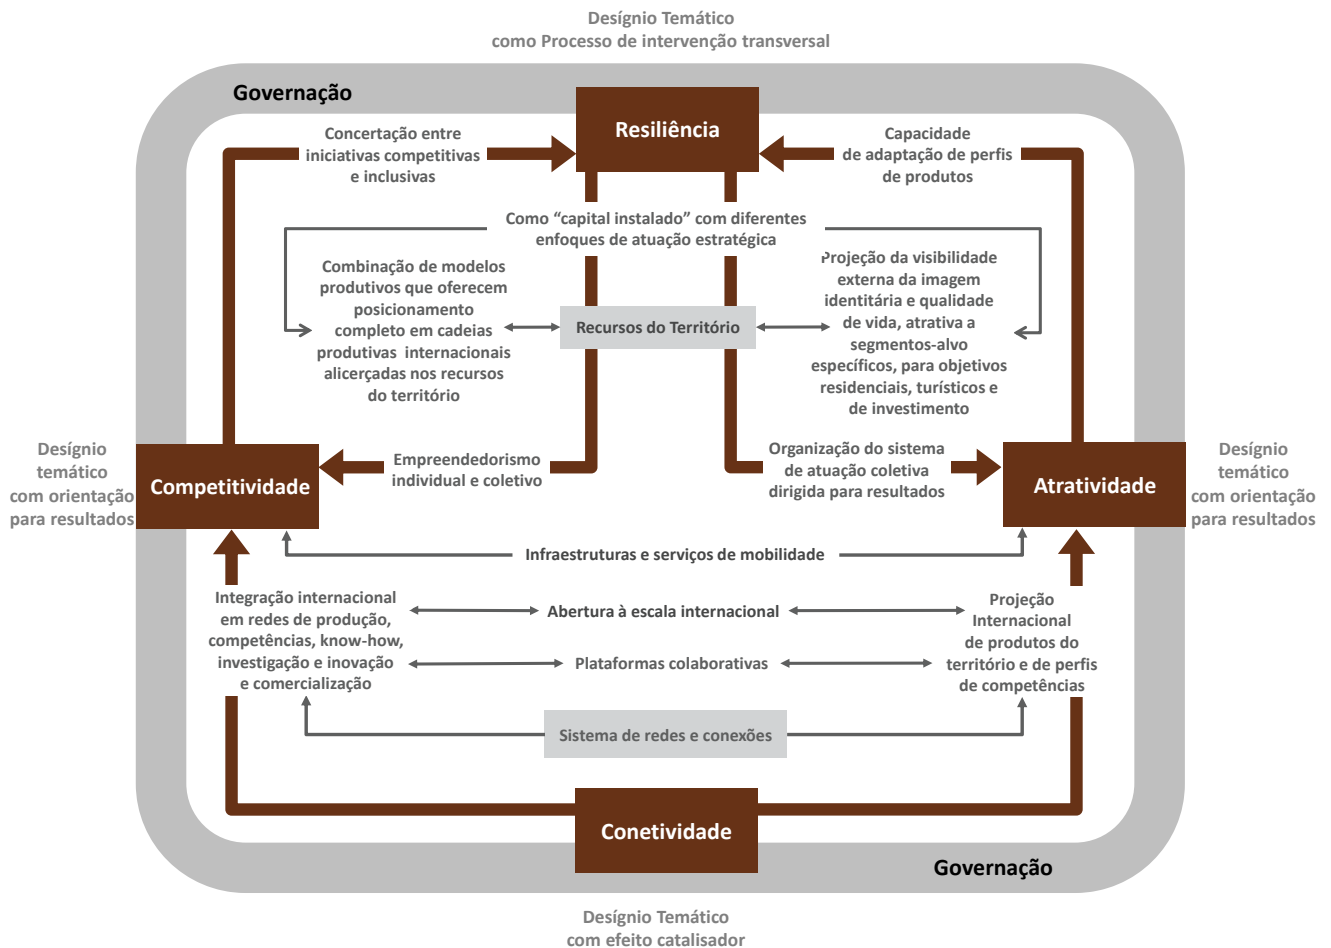 Desígnio Temático
como Processo de intervenção transversal
Governação
Resiliência
Concertação entre
iniciativas competitivas
e inclusivas
Capacidade
de adaptação de perfis
de produtos
Como “capital instalado” com diferentes
enfoques de atuação estratégica
Combinação de modelos
produtivos que oferecem
posicionamento
completo em cadeias
produtivas internacionais
alicerçadas nos recursos
do território
Recursos do Território
Projeção da visibilidade
externa da imagem
identitária e qualidade
de vida, atrativa a
segmentos-alvo
específicos, para objetivos
residenciais, turísticos e
de investimento
Desígnio
temático
com orientação
para resultados
Competitividade
Empreendedorismo
individual e coletivo
Organização do sistema
de atuação coletiva
dirigida para resultados
Atratividade
Desígnio
temático
com orientação
para resultados
Infraestruturas e serviços de mobilidade
Integração internacional
em redes de produção,
competências, know-how,
investigação e inovação
e comercialização
Abertura à escala internacional
Plataformas colaborativas
Projeção
Internacional
de produtos do
território e de perfis
de competências
Sistema de redes e conexões
Conetividade
Governação
Desígnio Temático
com efeito catalisador